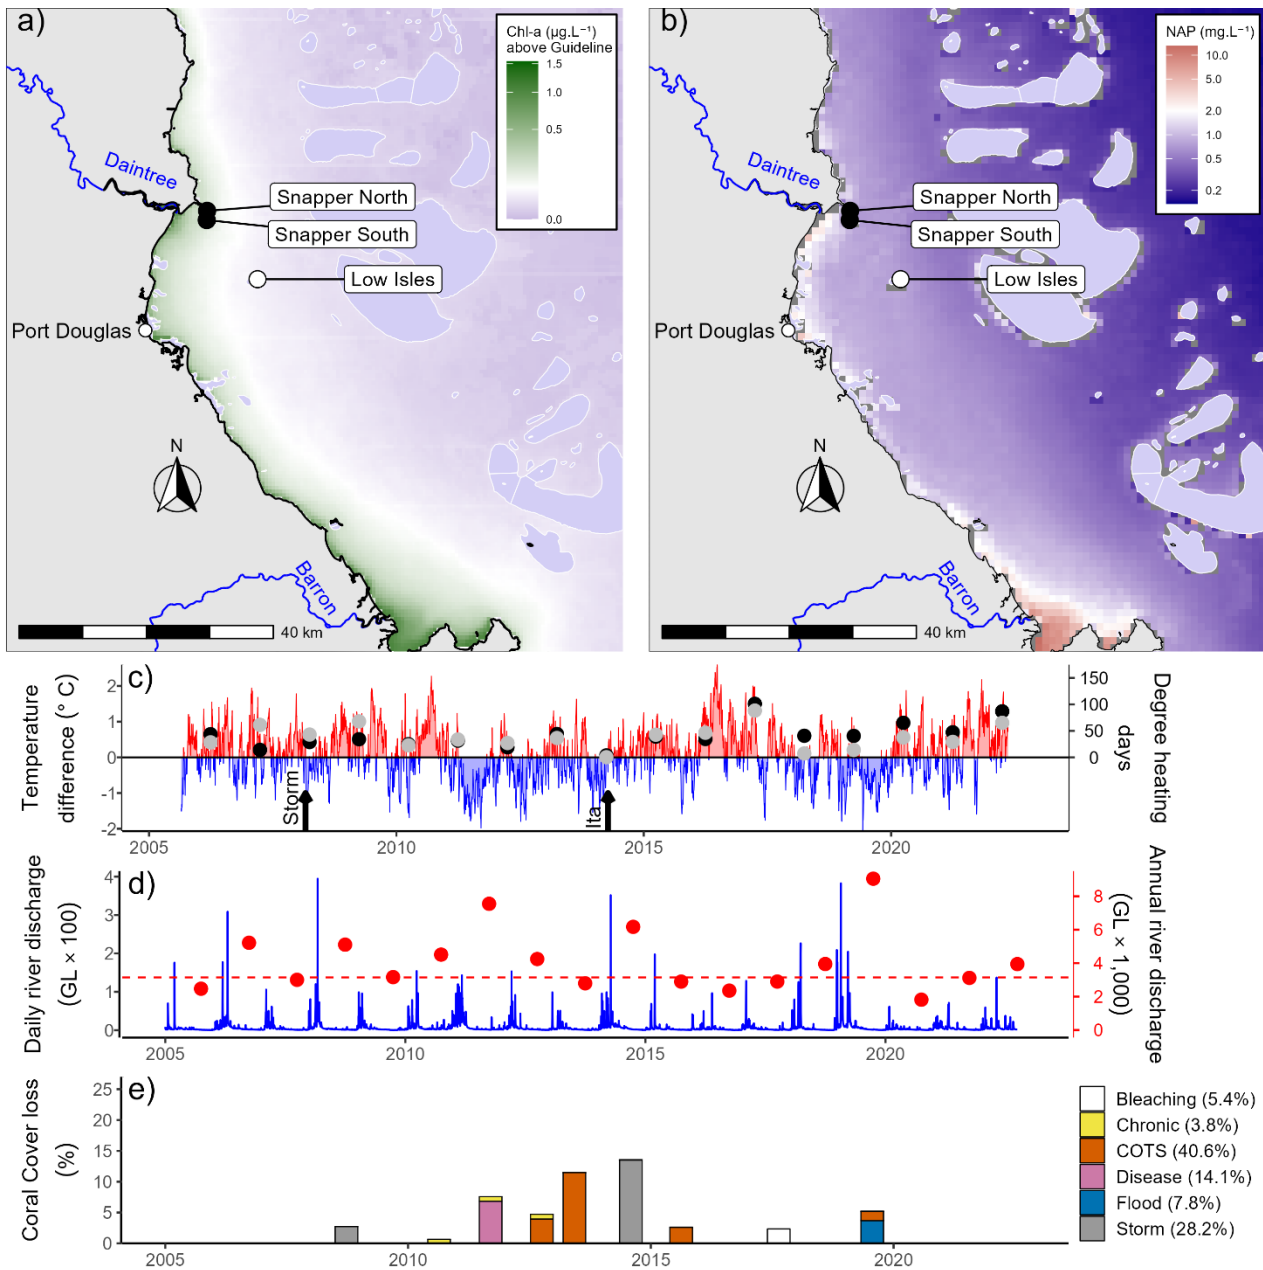 a)
Chl-a (µg.L⁻¹)
above Guideline
1.5
1.0
0.5
0.0
Daintree
Snapper North
Snapper South
Low Isles
Port Douglas
N
Barron
40 km
b)
NAP (mg.L⁻¹)
10.0
5.0
2.0
1.0
0.5
0.2
Daintree
Snapper North
Snapper South
Low Isles
Port Douglas
N
Barron
40 km
c)
Temperature
difference (° C)
2
1
0
-1
-2
Storm
Ita
150
100
50
0
Degree heating
days
2005
2010
2015
2020
d)
Daily river discharge
(GL × 100)
4
3
2
1
0
8
6
4
2
0
Annual river discharge
(GL × 1,000)
2005
2010
2015
2020
e)
Coral Cover loss
(%)
25
20
15
10
5
0
2005
2010
2015
2020
Bleaching (5.4%)
Chronic (3.8%)
COTS (40.6%)
Disease (14.1%)
Flood (7.8%)
Storm (28.2%)